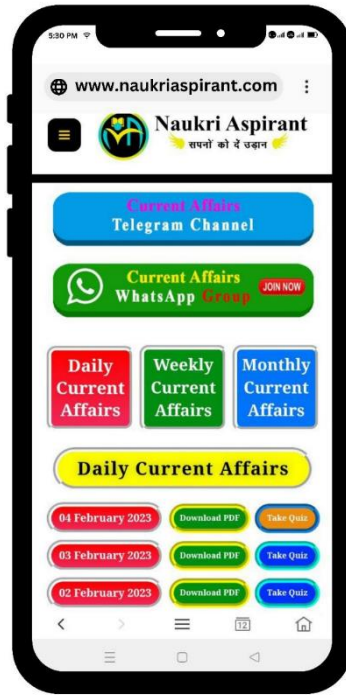 5:30 PM
www.naukriaspirant.com
Naukri Aspirant
सपनों को दें उड़ान
Current Affairs
Telegram Channel
Current Affairs
WhatsApp Group JOIN NOW
Daily Current Affairs
Weekly Current Affairs
Monthly Current Affairs
Daily Current Affairs
04 February 2023 Download PDF Take Quiz
03 February 2023 Download PDF Take Quiz
02 February 2023 Download PDF Take Quiz
12